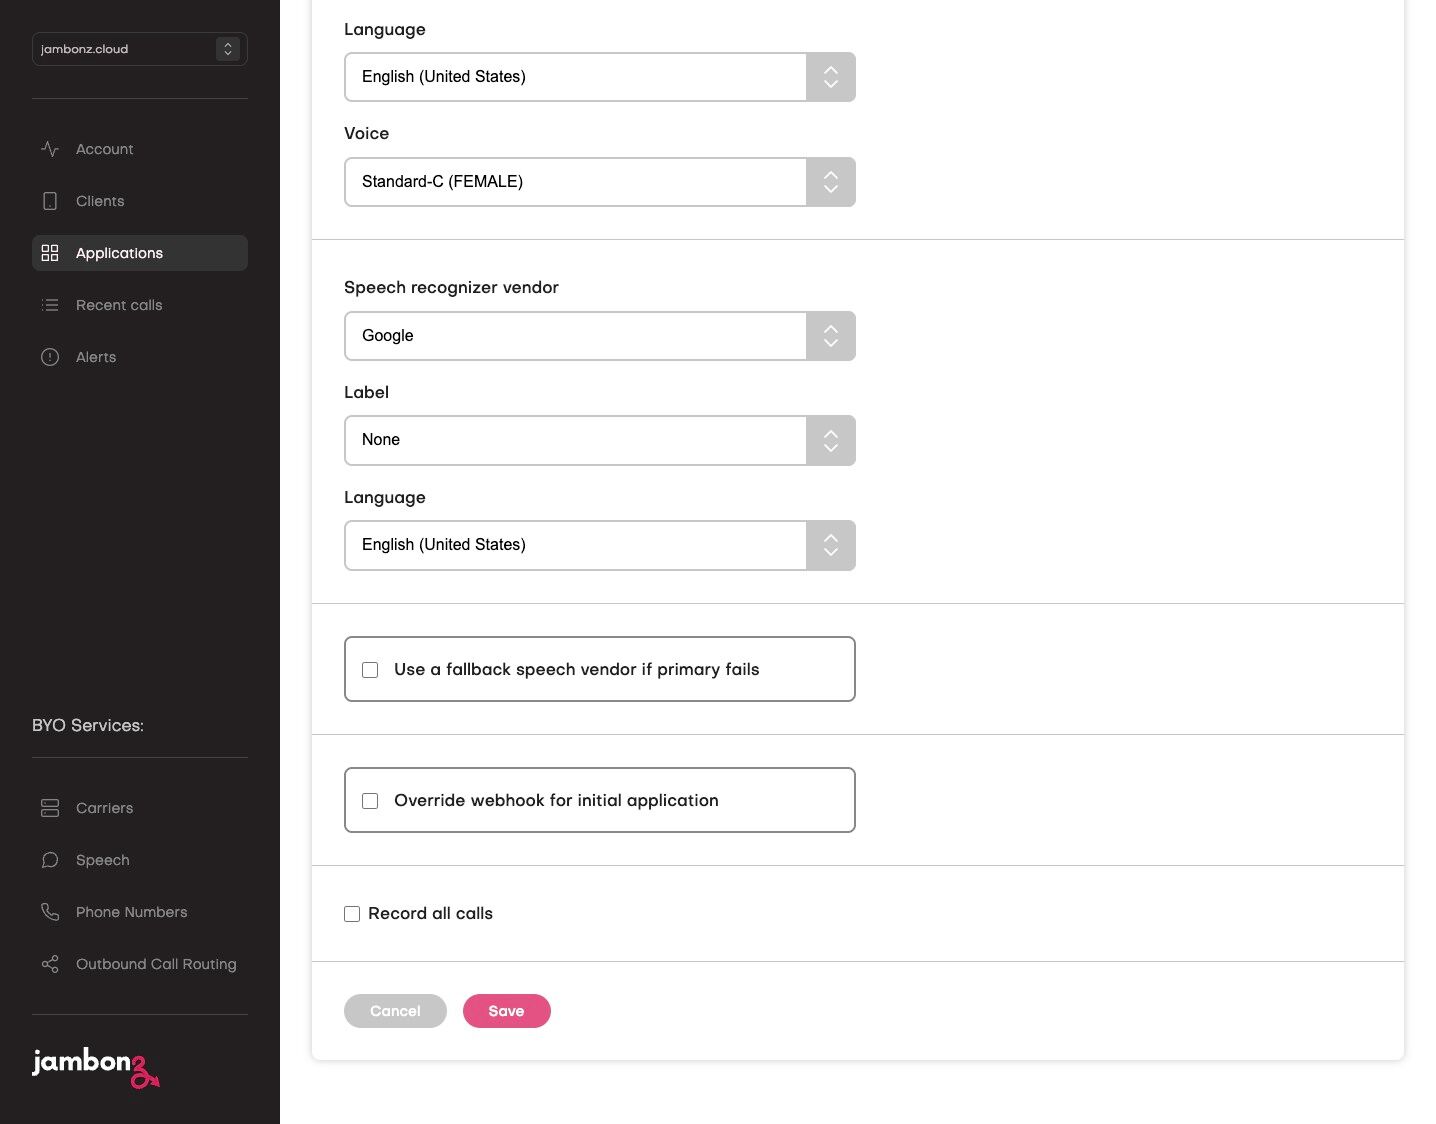 jambonz.cloud
Account
Clients
Applications
Recent calls
Alerts
BYO Services:
Carriers
Speech
Phone Numbers
Outbound Call Routing
jambonz
Language
English (United States)
Voice
Standard-C (FEMALE)
Speech recognizer vendor
Google
Label
None
Language
English (United States)
Use a fallback speech vendor if primary fails
Override webhook for initial application
Record all calls
Cancel
Save